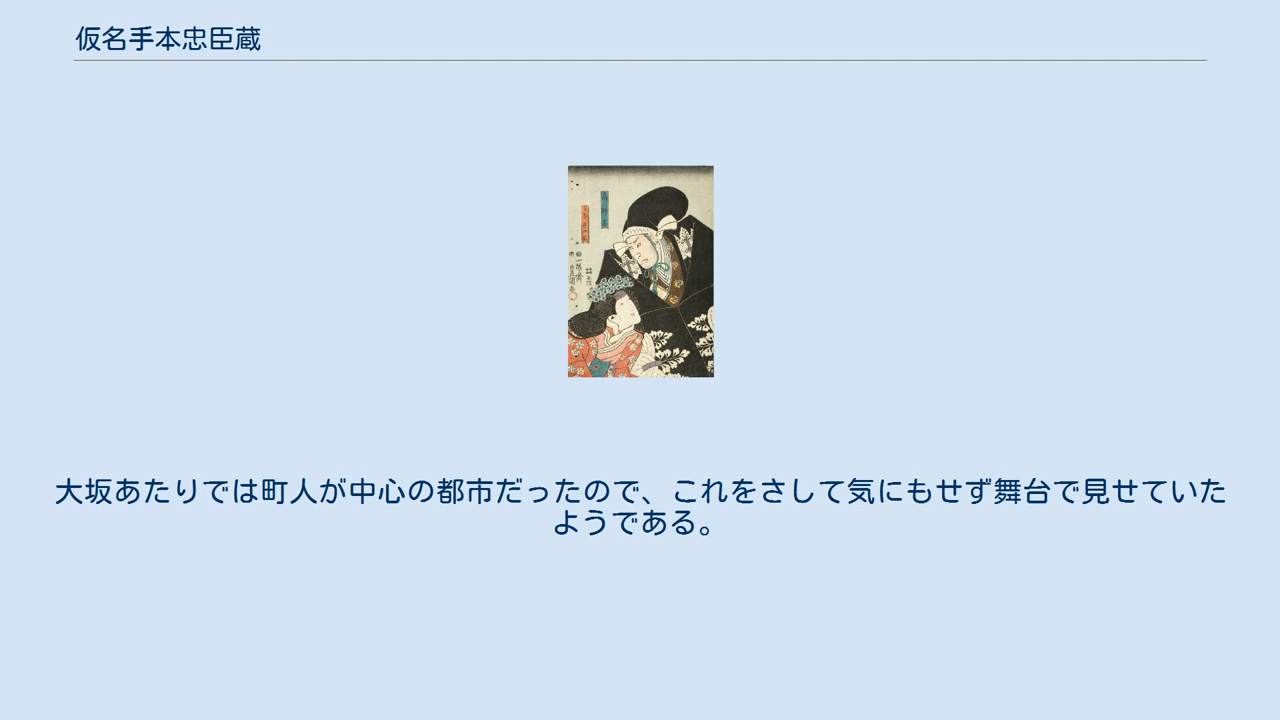 仮名手本忠臣蔵
大坂あたりでは町人が中心の都市だったので、これをさして気にもせず舞台で見せていた
ようである。